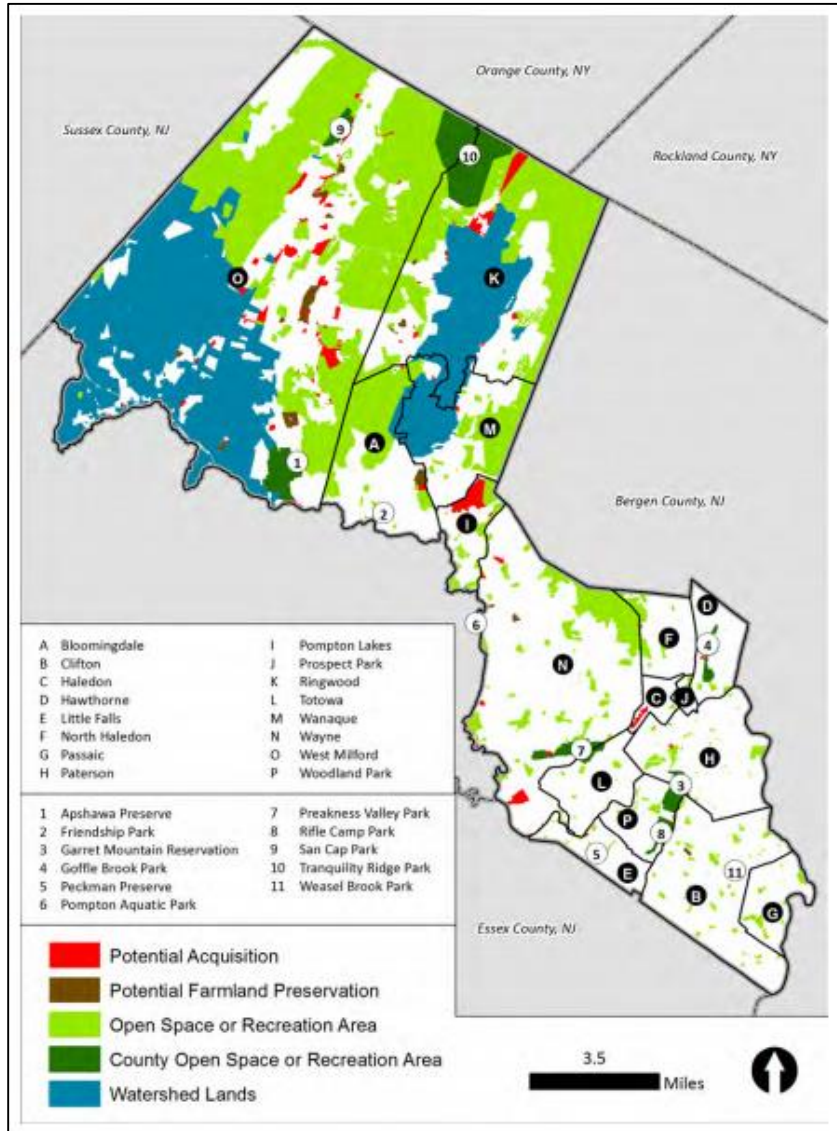 Orange County, NY
Sussex County, NJ
9
10
Rockland County, NY
O
K
A
M
1
2
I
Bergen County, NJ
6
D
F
4
N
C
J
7
H
L
3
P
8
5
E
11
B
G
Essex County, NJ
A Bloomingdale
B Clifton
C Haledon
D Hawthorne
E Little Falls
F North Haledon
G Passaic
H Paterson
I Pompton Lakes
J Prospect Park
K Ringwood
L Totowa
M Wanaque
N Wayne
O West Milford
P Woodland Park
1 Apshawa Preserve
2 Friendship Park
3 Garret Mountain Reservation
4 Goffle Brook Park
5 Peckman Preserve
6 Pompton Aquatic Park
7 Preakness Valley Park
8 Rifle Camp Park
9 San Cap Park
10 Tranquility Ridge Park
11 Weasel Brook Park
Potential Acquisition
Potential Farmland Preservation
Open Space or Recreation Area
County Open Space or Recreation Area
Watershed Lands
3.5
Miles